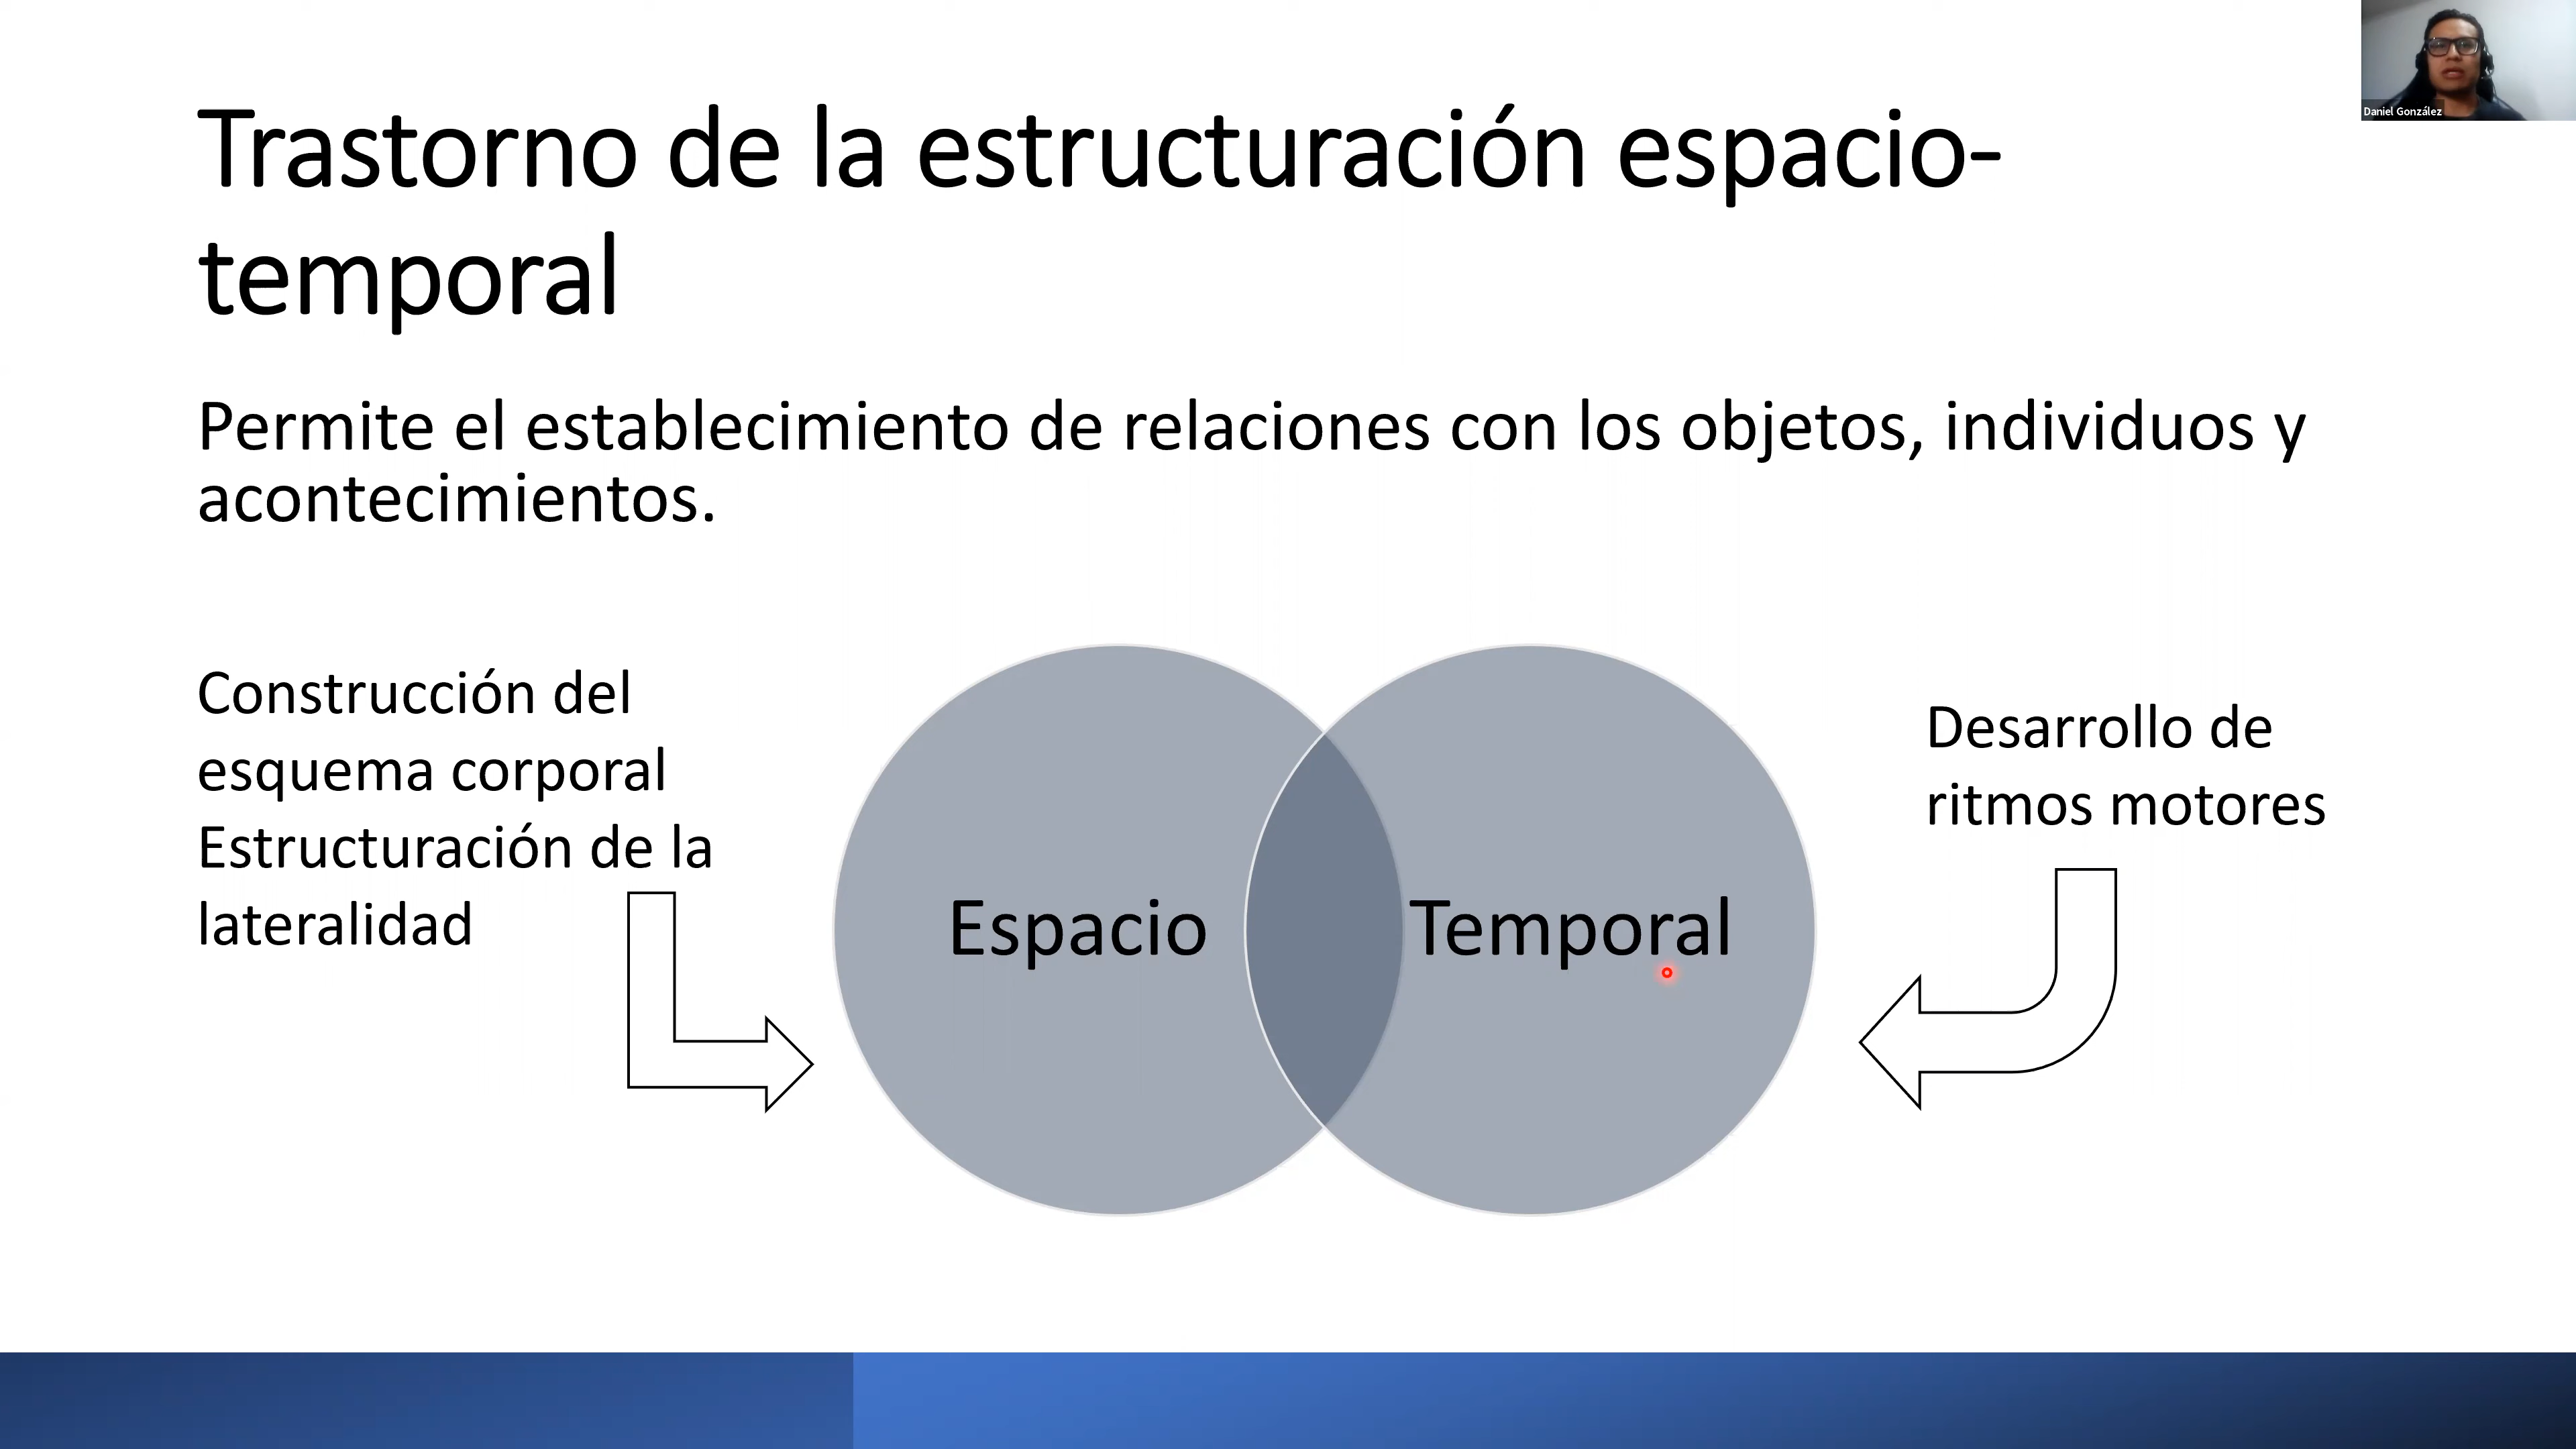 Daniel González
Trastorno de la estructuración espacio-
temporal
Permite el establecimiento de relaciones con los objetos, individuos y
acontecimientos.
Construcción del
esquema corporal
Estructuración de la
lateralidad
Espacio
Temporal
Desarrollo de
ritmos motores